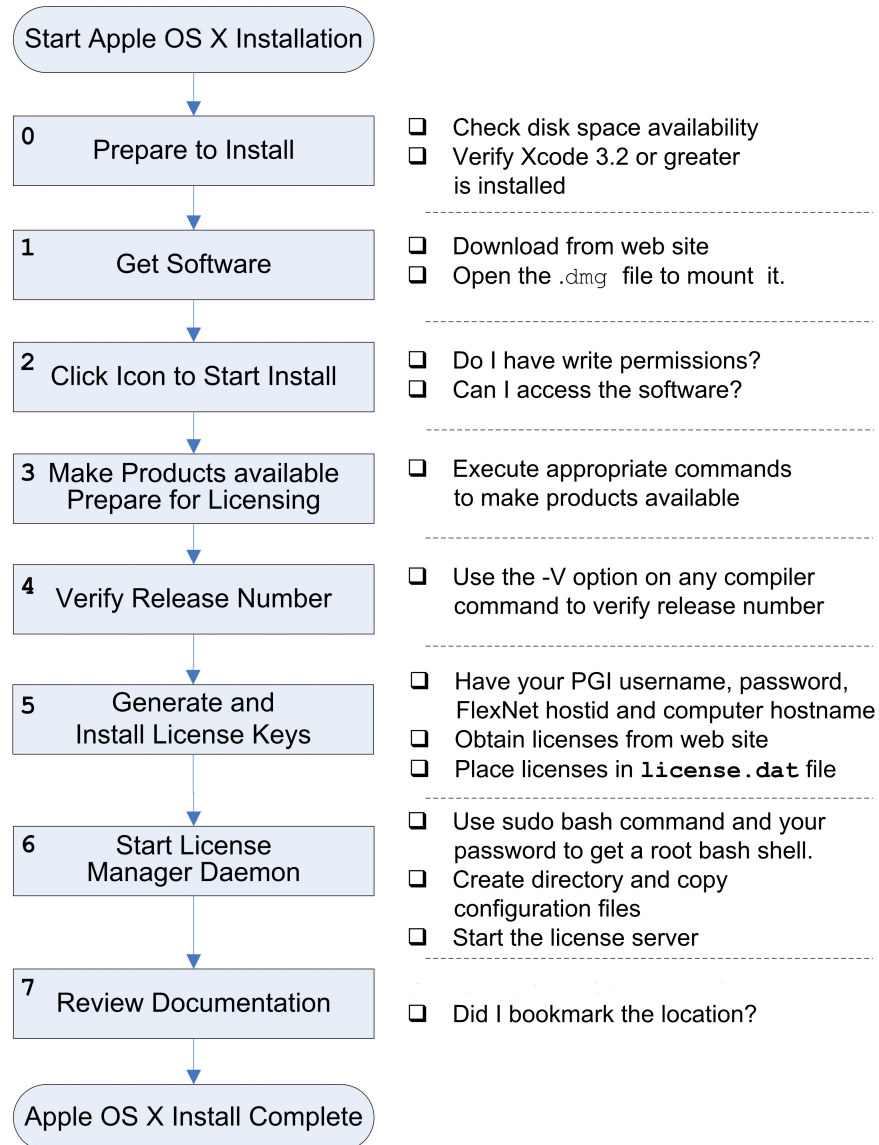 Start Apple OS X Installation
0
Prepare to Install
❑ Check disk space availability
❑ Verify Xcode 3.2 or greater
is installed
1
Get Software
❑ Download from web site
❑ Open the .dmg file to mount it.
2
Click Icon to Start Install
❑ Do I have write permissions?
❑ Can I access the software?
3
Make Products available
Prepare for Licensing
❑ Execute appropriate commands
to make products available
4
Verify Release Number
❑ Use the -V option on any compiler
command to verify release number
5
Generate and
Install License Keys
❑ Have your PGI username, password,
FlexNet hostid and computer hostname
❑ Obtain licenses from web site
❑ Place licenses in license.dat file
6
Start License
Manager Daemon
❑ Use sudo bash command and your
password to get a root bash shell.
❑ Create directory and copy
configuration files
❑ Start the license server
7
Review Documentation
❑ Did I bookmark the location?
Apple OS X Install Complete